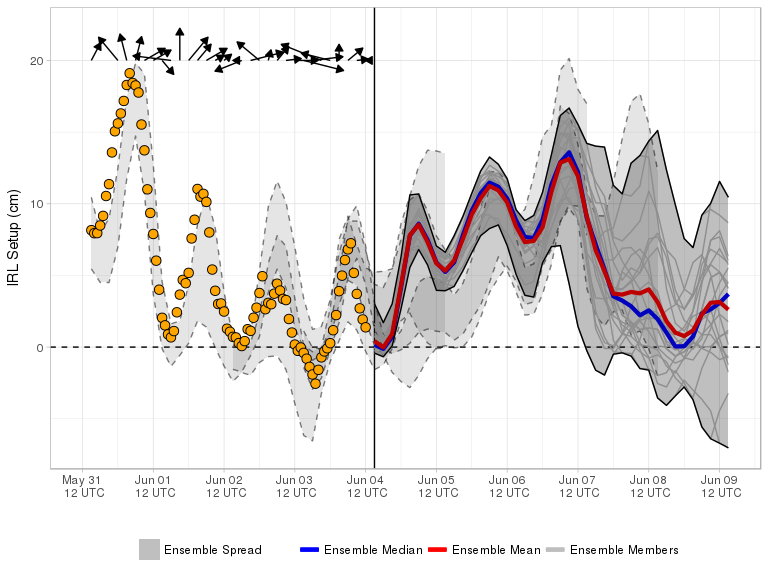 20
10
0
IRL Setup (cm)
May 31 Jun 01 Jun 02 Jun 03 Jun 04 Jun 05 Jun 06 Jun 07 Jun 08 Jun 09
12 UTC 12 UTC 12 UTC 12 UTC 12 UTC 12 UTC 12 UTC 12 UTC 12 UTC 12 UTC
Ensemble Spread Ensemble Median Ensemble Mean Ensemble Members